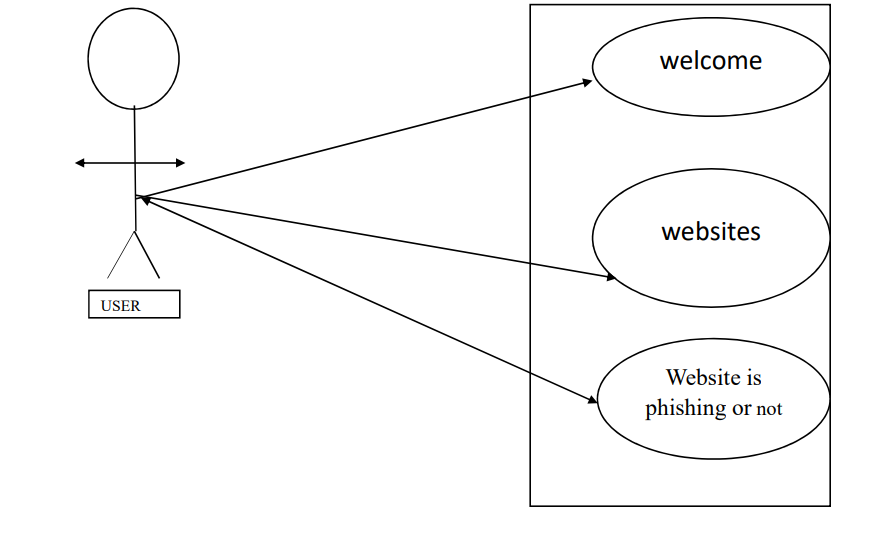 welcome
websites
USER
Website is
phishing or not